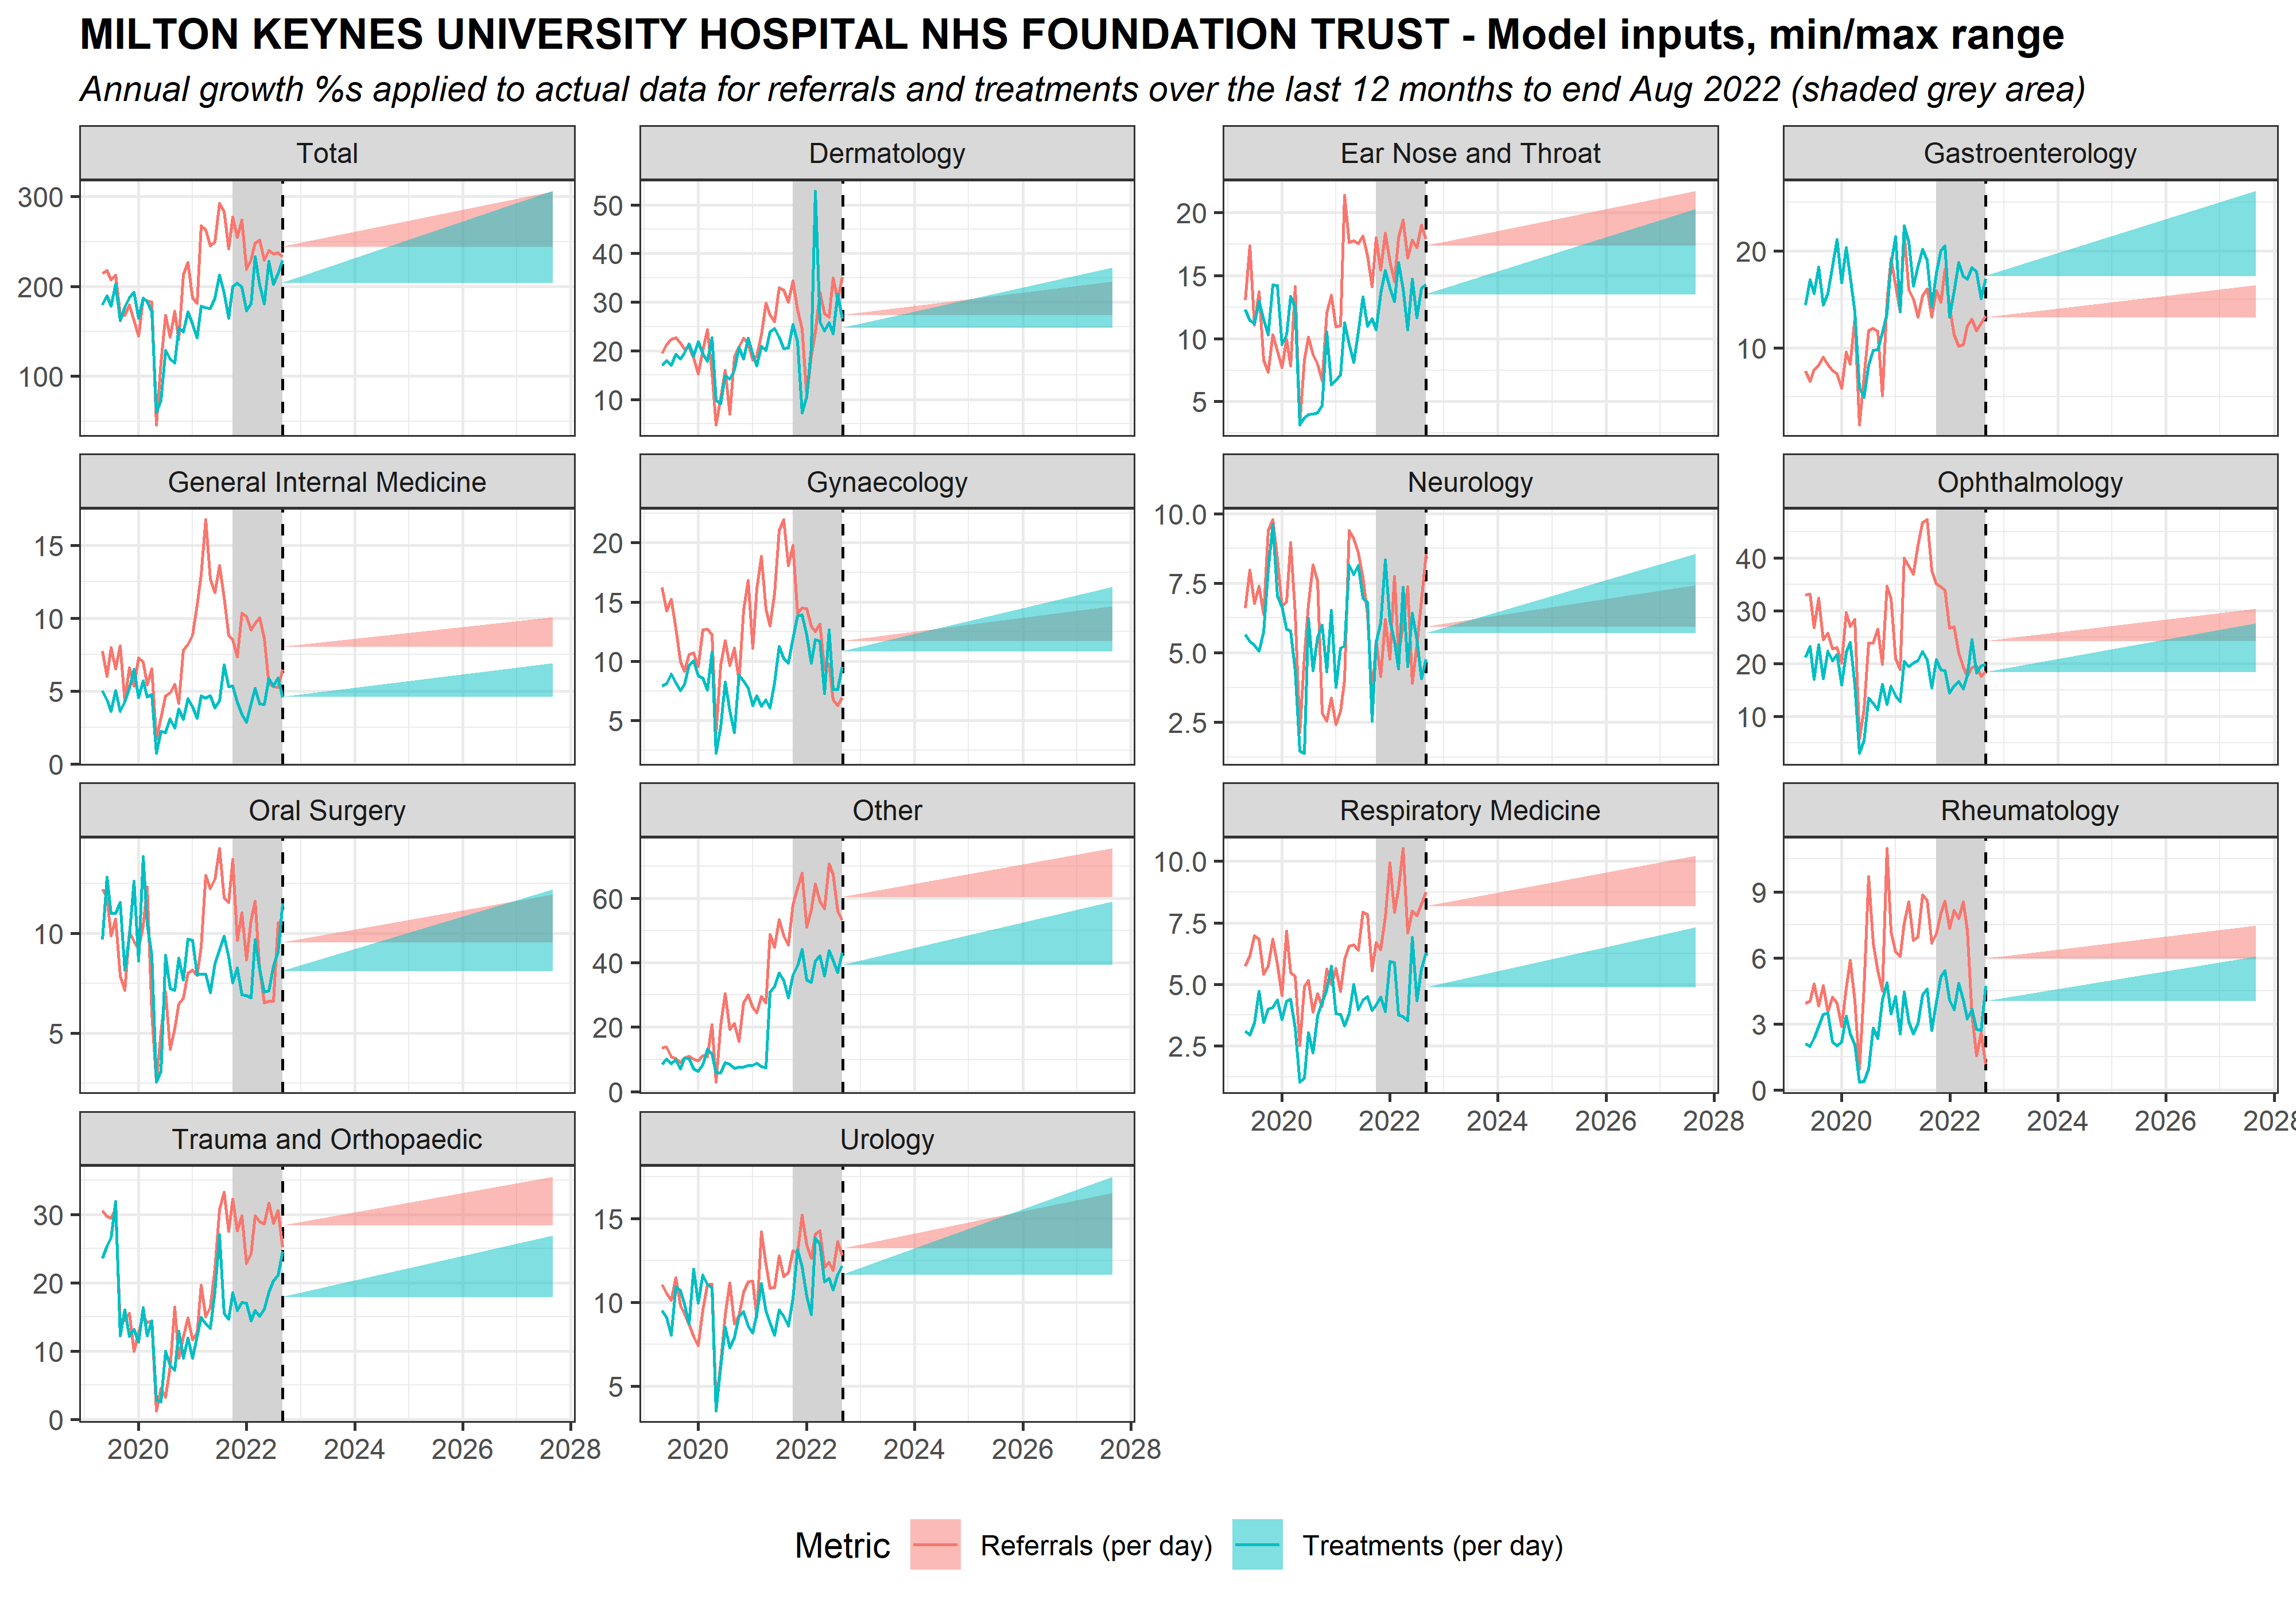 MILTON KEYNES UNIVERSITY HOSPITAL NHS FOUNDATION TRUST - Model inputs, min/max range
Annual growth %s applied to actual data for referrals and treatments over the last 12 months to end Aug 2022 (shaded grey area)
Total
300
200
100
Dermatology
50
40
30
20
10
Ear Nose and Throat
20
15
10
5
Gastroenterology
20
10
General Internal Medicine
15
10
5
0
Gynaecology
20
15
10
5
Neurology
10.0
7.5
5.0
2.5
Ophthalmology
40
30
20
10
Oral Surgery
10
5
Other
60
40
20
0
Respiratory Medicine
10.0
7.5
5.0
2.5
2020 2022 2024 2026 2028
Rheumatology
9
6
3
0
2020 2022 2024 2026 2028
Trauma and Orthopaedic
30
20
10
0
2020 2022 2024 2026 2028
Urology
15
10
5
2020 2022 2024 2026 2028
Metric Referrals (per day) Treatments (per day)